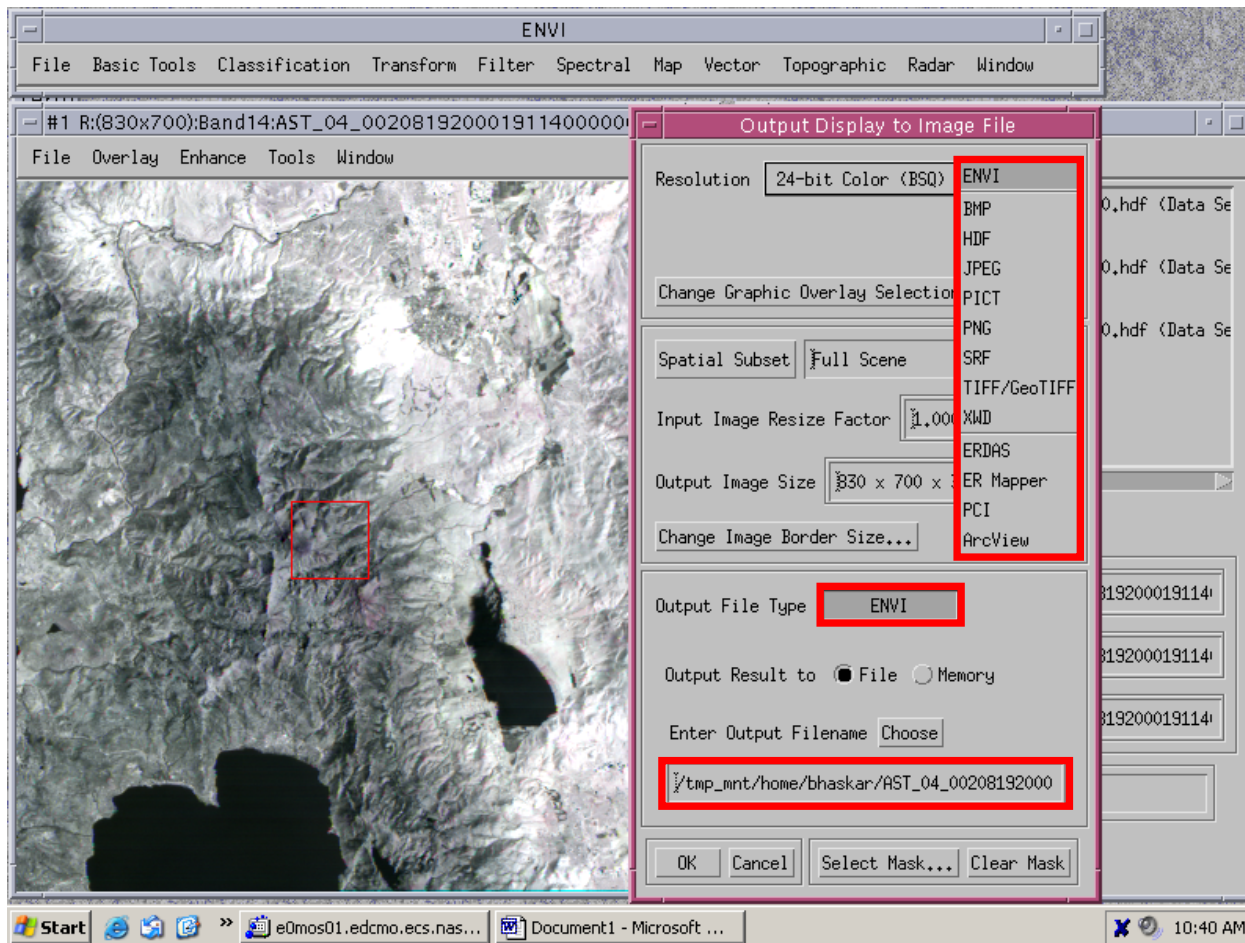 ENVI
File Basic Tools Classification Transform Filter Spectral Map Vector Topographic Radar Window
#1 R:(830x700):Band14:AST_04_00208192000191140000
File Overlay Enhance Tools Window
Output Display to Image File
Resolution 24-bit Color (BSQ)
Change Graphic Overlay Selection
Spatial Subset Full Scene
Input Image Resize Factor 1.000
Output Image Size 830 x 700 x
Change Image Border Size...
ENVI
BMP
HDF
JPEG
PICT
PNG
SRF
TIFF/GeoTIFF
XWD
ERDAS
ER Mapper
PCI
ArcView
Output File Type ENVI
Output Result to File Memory
Enter Output Filename Choose
/tmp_mnt/home/bhaskar/AST_04_00208192000
OK Cancel Select Mask... Clear Mask
0.hdf (Data Se
0.hdf (Data Se
0.hdf (Data Se
819200019114
819200019114
819200019114
Start » e0mos01.edcmo.ecs.nas... Document1 - Microsoft ... 10:40 AM